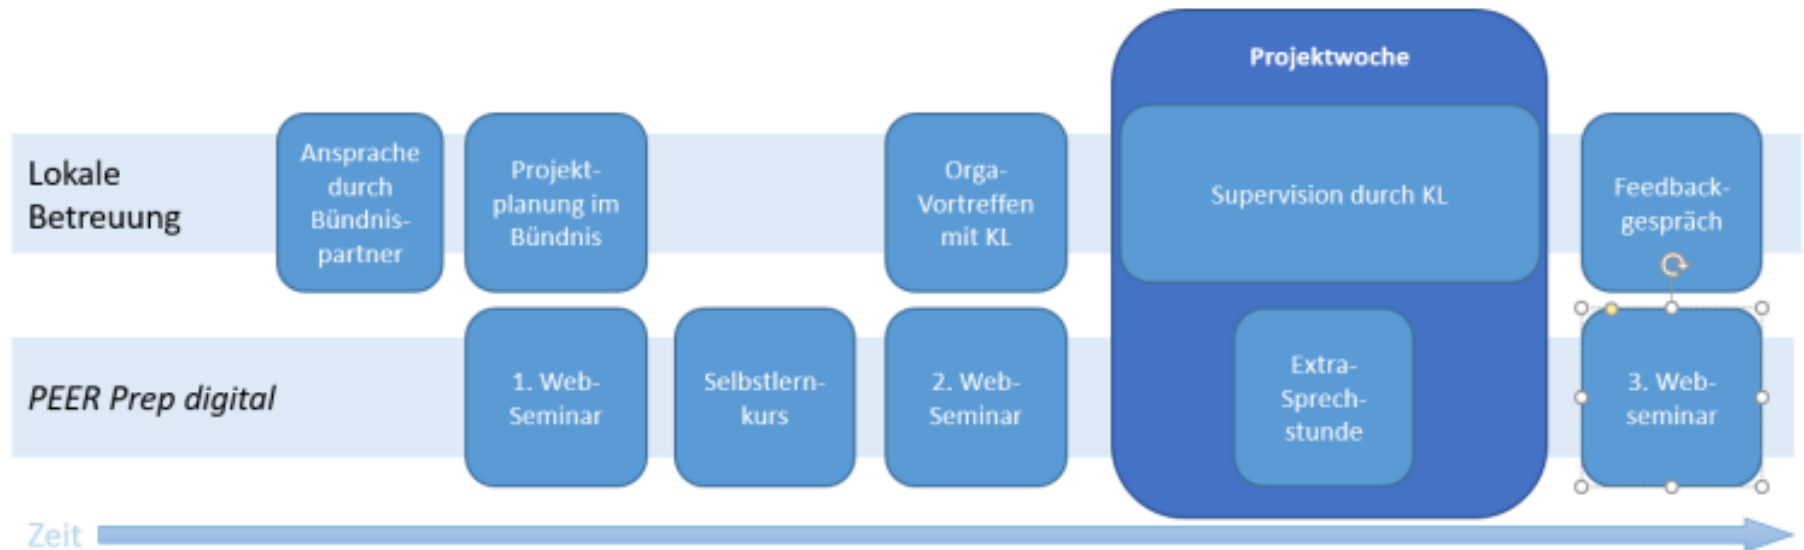 Projektwoche
Lokale
Betreuung
Ansprache
durch
Bündnis-
partner
Projekt-
planung im
Bündnis
Orga-
Vortreffen
mit KL
Supervision durch KL
Feedback-
gespräch
PEER Prep digital
1. Web-
Seminar
Selbstlern-
kurs
2. Web-
Seminar
Extra-
Sprech-
stunde
3. Web-
seminar
Zeit